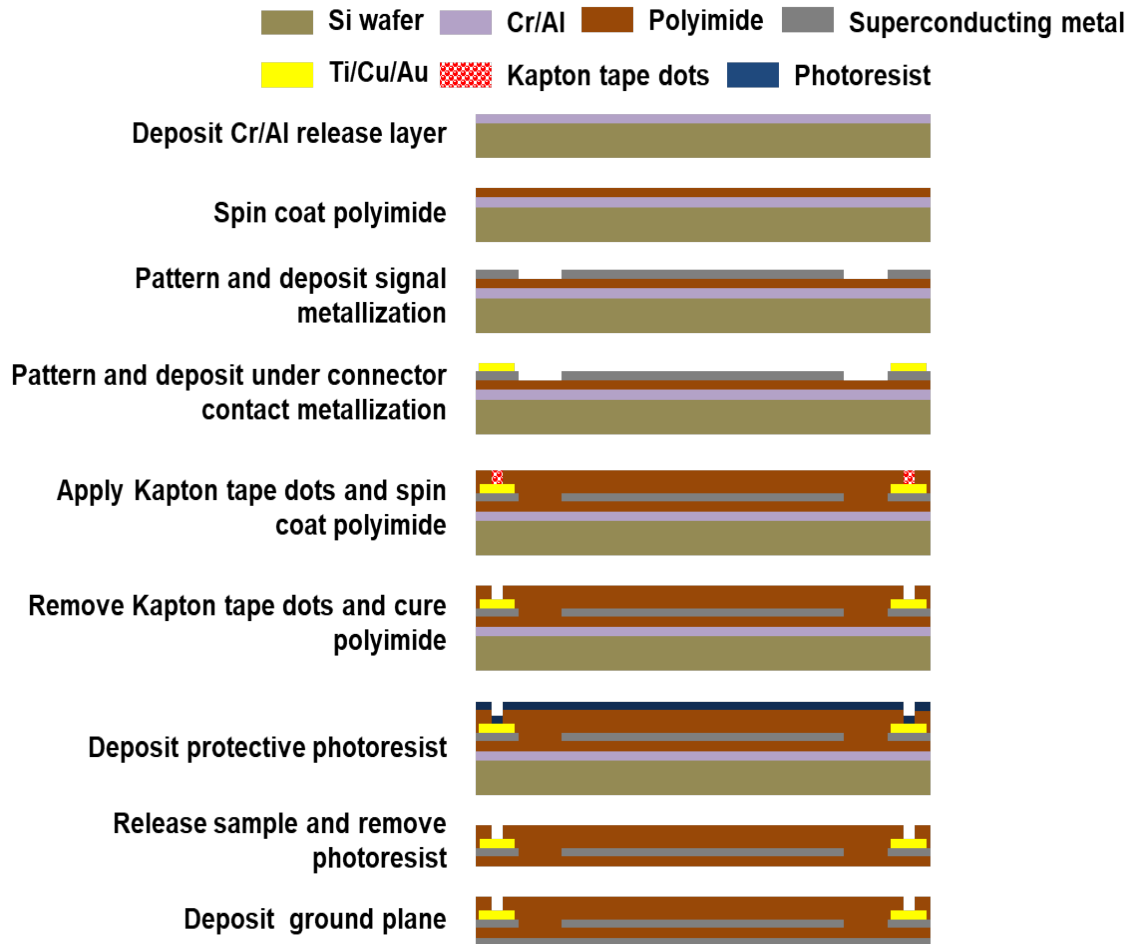 Si wafer Cr/Al Polyimide Superconducting metal
Ti/Cu/Au Kapton tape dots Photoresist
Deposit Cr/Al release layer
Spin coat polyimide
Pattern and deposit signal
metallization
Pattern and deposit under connector
contact metallization
Apply Kapton tape dots and spin
coat polyimide
Remove Kapton tape dots and cure
polyimide
Deposit protective photoresist
Release sample and remove
photoresist
Deposit ground plane